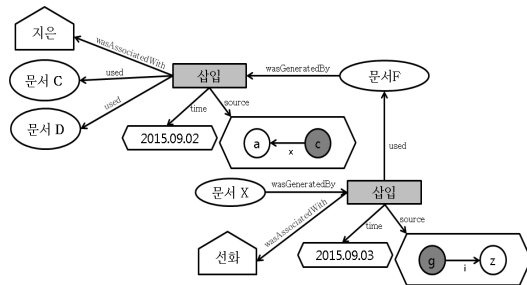 지은
wasAssociatedWith
문서 C
used
삽입
wasGeneratedBy
문서F
used
문서 D
time
source
2015.09.02
a
x
c
used
문서 X
wasGeneratedBy
삽입
wasAssociatedWith
time
source
선화
2015.09.03
g
i
z